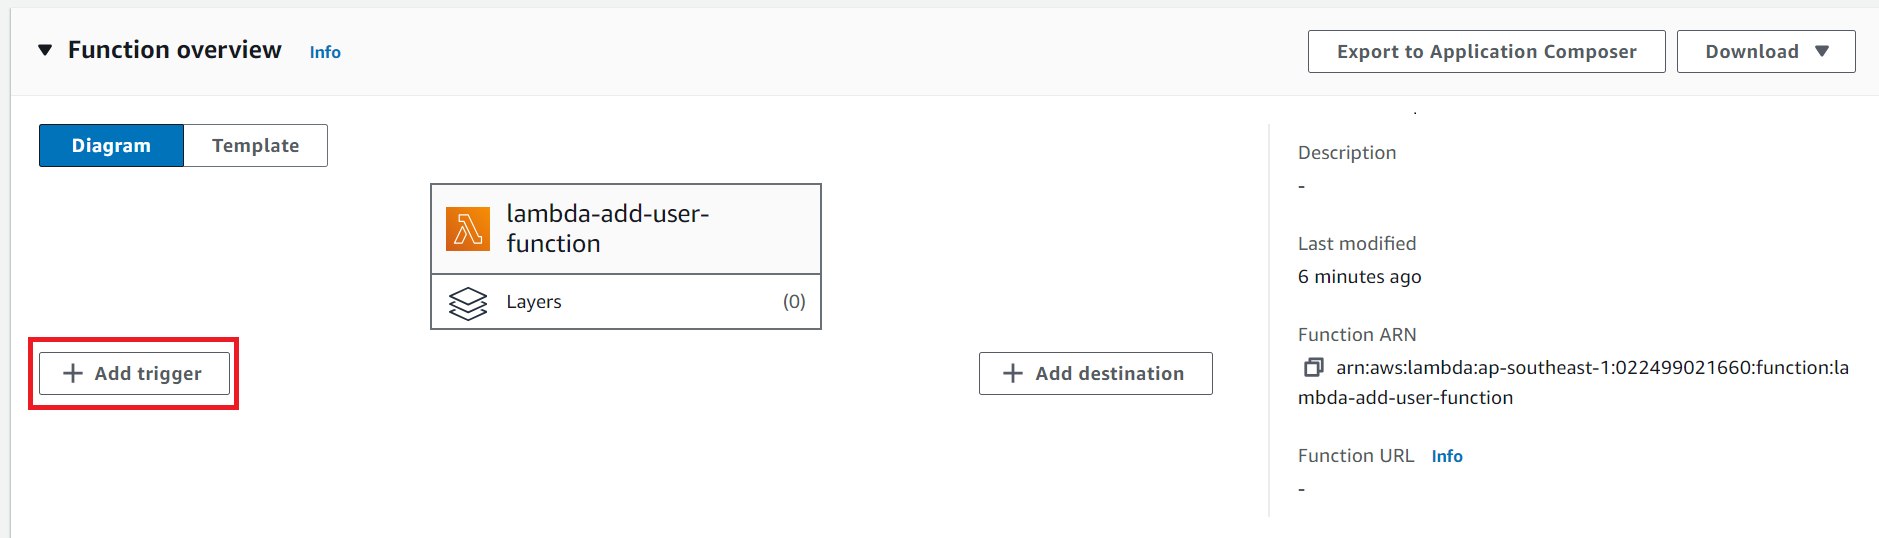 Function overview Info
Export to Application Composer
Download
Diagram
Template
lambda-add-user-
function
Layers (0)
Add trigger
Add destination
Description
-
Last modified
6 minutes ago
Function ARN
arn:aws:lambda:ap-southeast-1:022499021660:function:la
mbda-add-user-function
Function URL Info
-